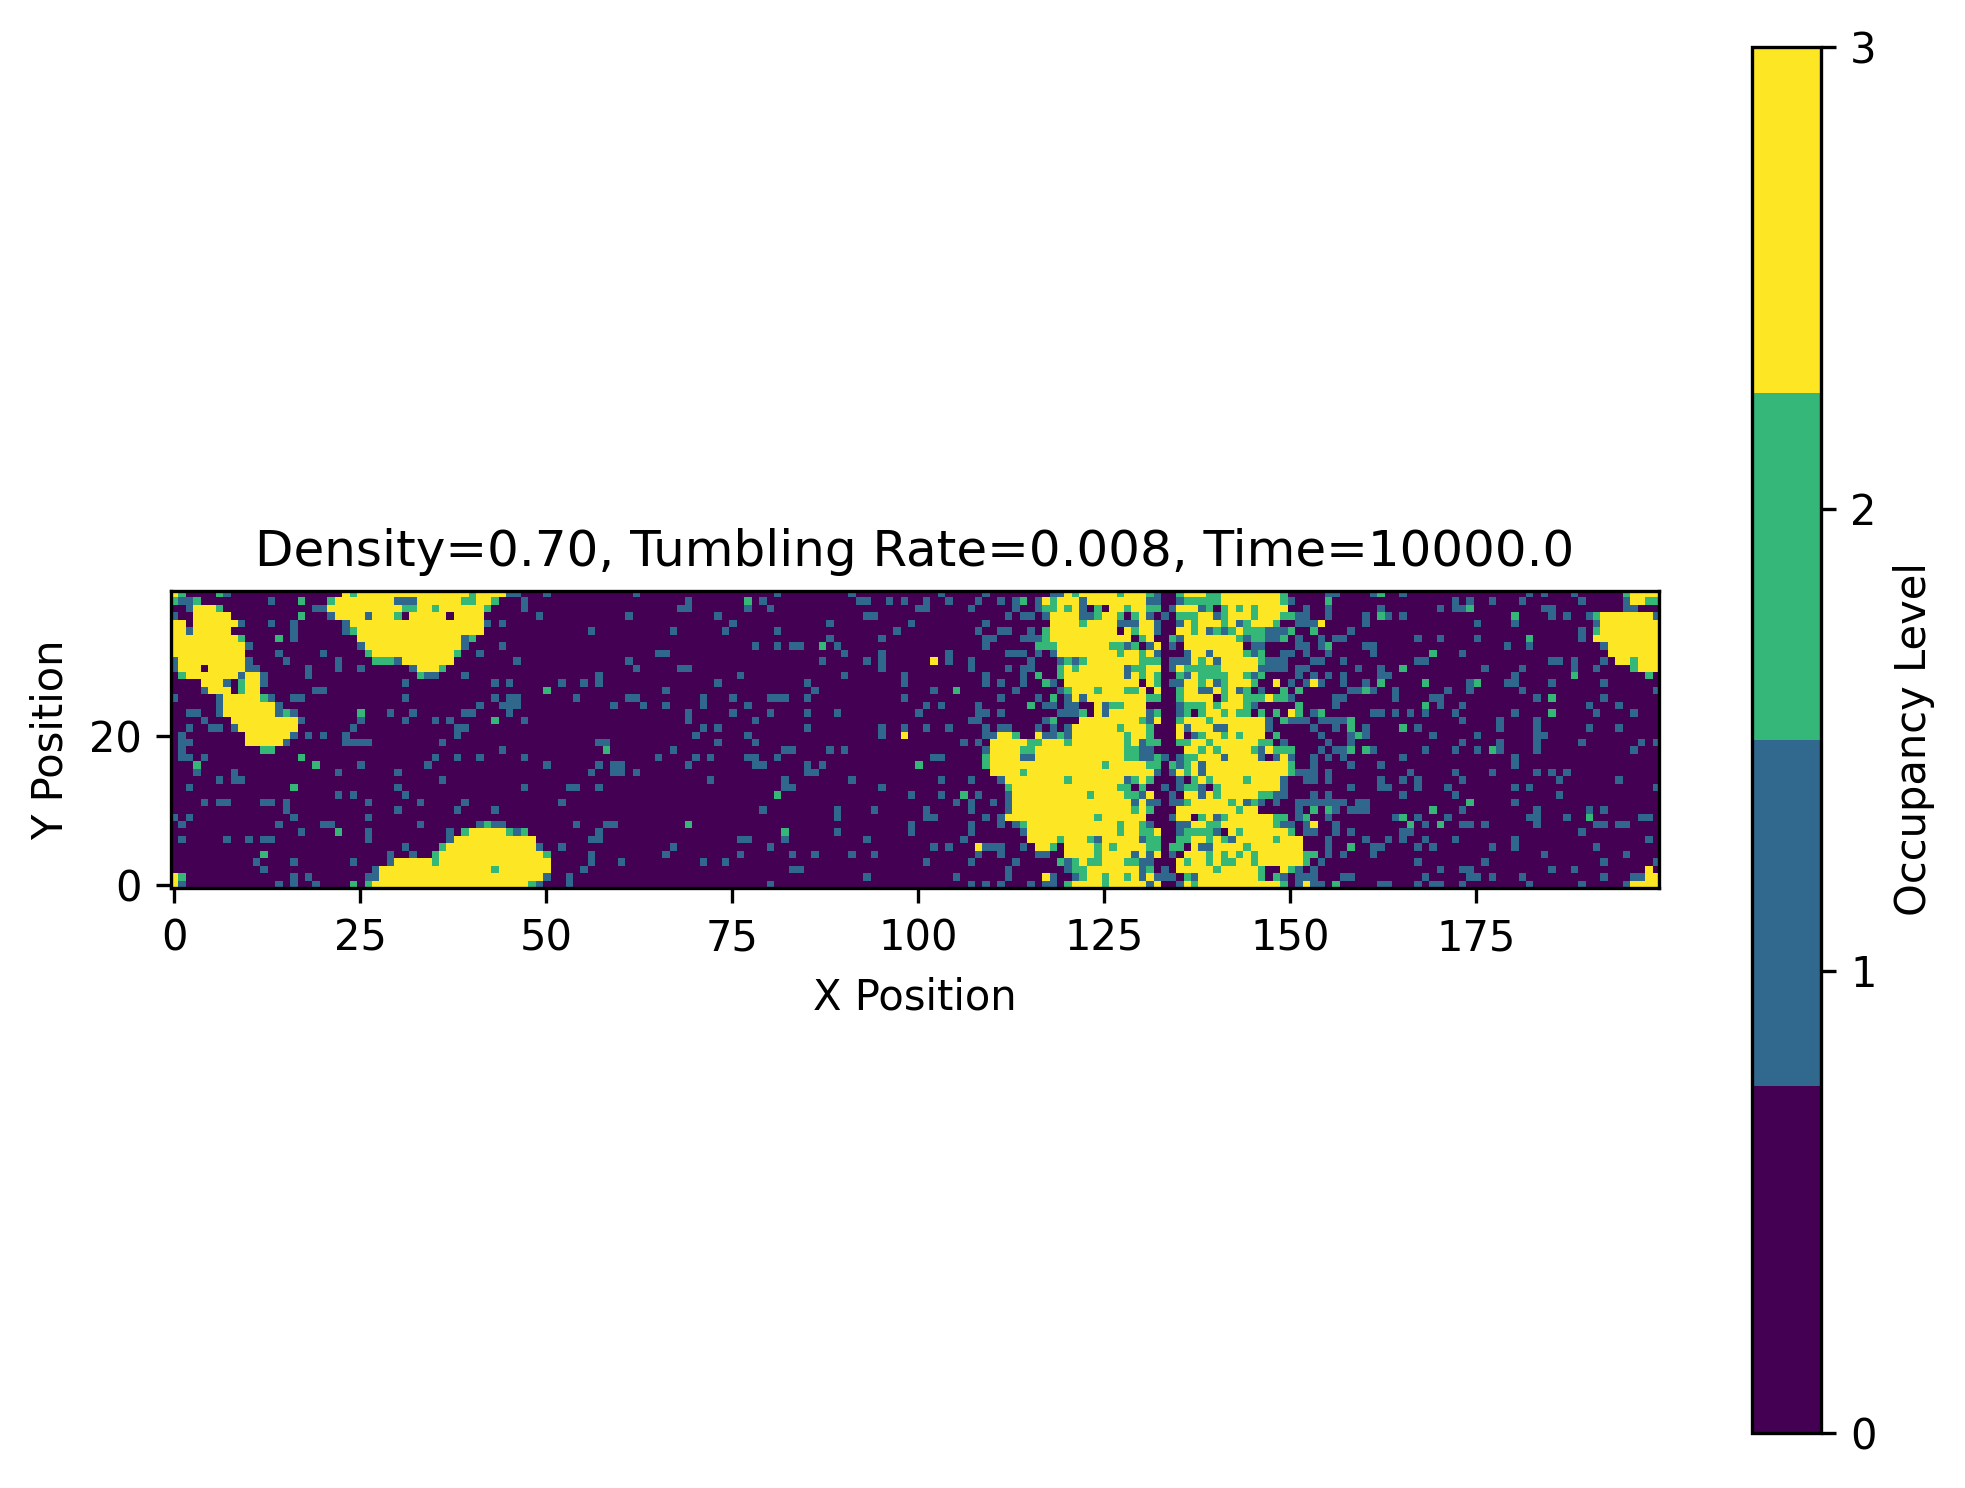 Density=0.70, Tumbling Rate=0.008, Time=10000.0
Y Position
20
0
0 25 50 75 100 125 150 175
X Position
3
2
1
0
Occupancy Level